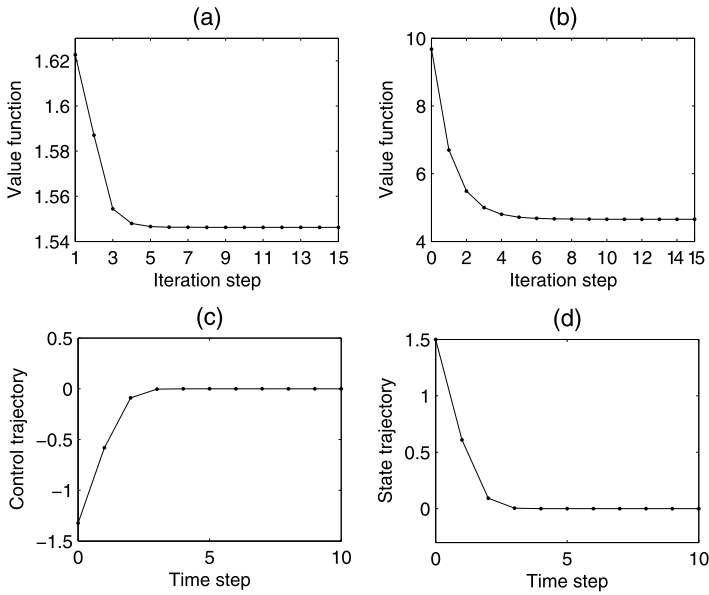 (a)
Value function
1.62
1.6
1.58
1.56
1.54
1 3 5 7 9 11 13 15
Iteration step
(b)
Value function
10
8
6
4
0 2 4 6 8 10 12 14 15
Iteration step
(c)
Control trajectory
0.5
0
−0.5
−1
−1.5
0 5 10
Time step
(d)
State trajectory
1.5
1
0.5
0
0 5 10
Time step